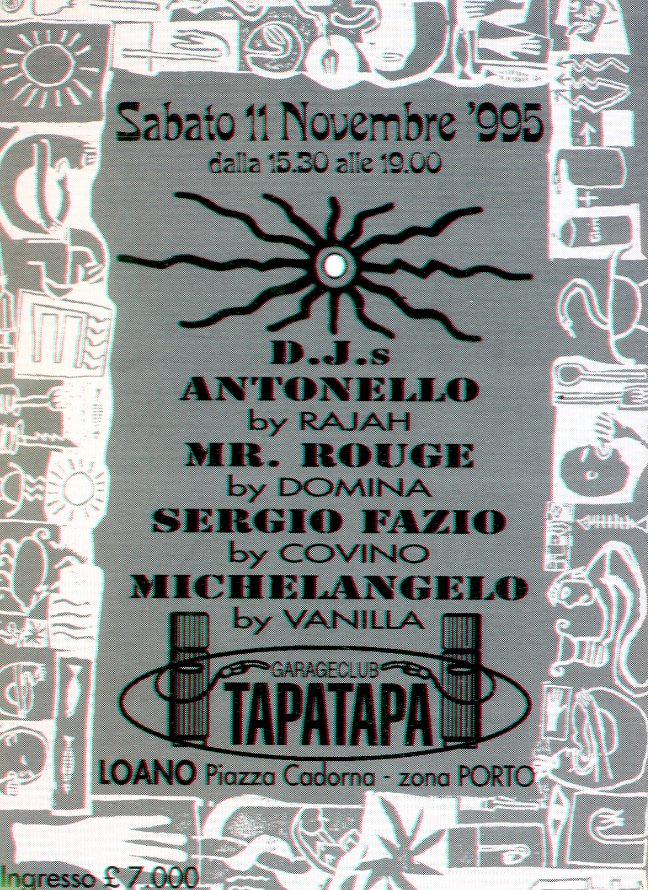 Sabato 11 Novembre '995
dalla 15.30 alle 19.00
D.J.s
ANTONELLO
by RAJAH
MR. ROUGE
by DOMINA
SERGIO FAZIO
by COVINO
MICHELANGELO
by VANILLA
GARAGECLUB
TAPATAPA
LOANO Piazza Cadorna - zona PORTO
Ingresso £ 7.000